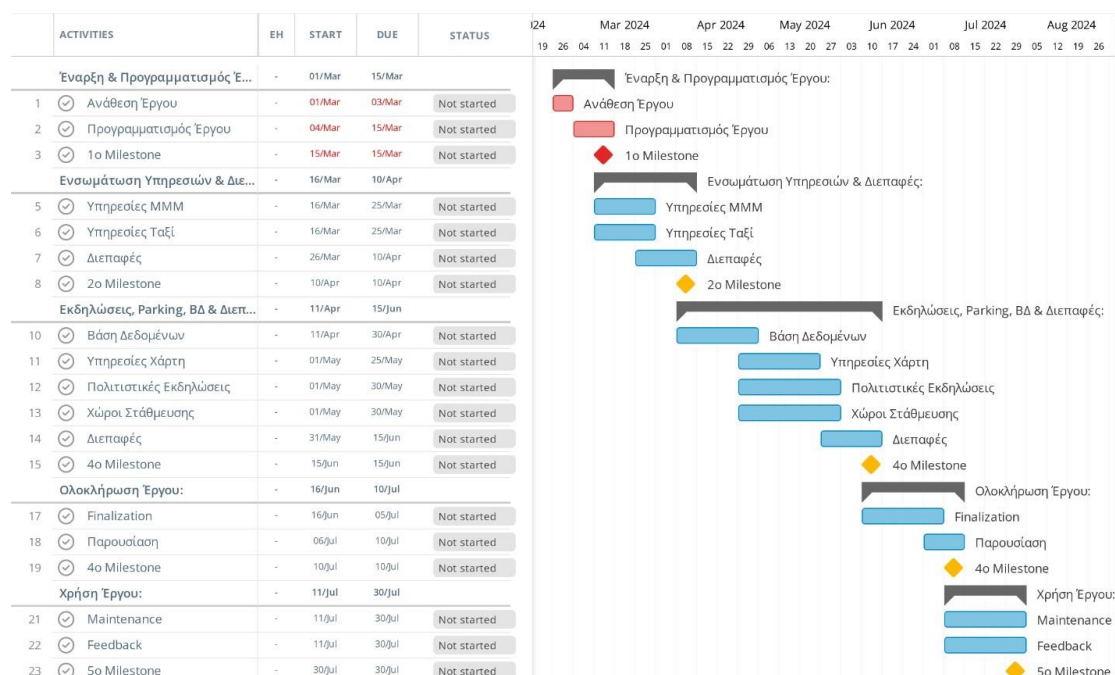 ACTIVITIES EH START DUE STATUS
024 Mar 2024 Apr 2024 May 2024 Jun 2024 Jul 2024 Aug 2024
19 26 04 11 18 25 01 08 15 22 29 06 13 20 27 03 10 17 24 01 08 15 22 29 05 12 19 26
Έναρξη & Προγραμματισμός Έ... - 01/Mar 15/Mar Έναρξη & Προγραμματισμός Έργου:
1 Ανάθεση Έργου - 01/Mar 03/Mar Not started Ανάθεση Έργου
2 Προγραμματισμός Έργου - 04/Mar 15/Mar Not started Προγραμματισμός Έργου
3 1ο Milestone - 15/Mar 15/Mar Not started 1ο Milestone
Ενσωμάτωση Υπηρεσιών & Διε... - 16/Mar 10/Apr Ενσωμάτωση Υπηρεσιών & Διεπαφές:
5 Υπηρεσίες ΜΜΜ - 16/Mar 25/Mar Not started Υπηρεσίες ΜΜΜ
6 Υπηρεσίες Ταξί - 16/Mar 25/Mar Not started Υπηρεσίες Ταξί
7 Διεπαφές - 26/Mar 10/Apr Not started Διεπαφές
8 2ο Milestone - 10/Apr 10/Apr Not started 2ο Milestone
Εκδηλώσεις, Parking, ΒΔ & Διεπ... - 11/Apr 15/Jun Εκδηλώσεις, Parking, ΒΔ & Διεπαφές:
10 Βάση Δεδομένων - 11/Apr 30/Apr Not started Βάση Δεδομένων
11 Υπηρεσίες Χάρτη - 01/May 25/May Not started Υπηρεσίες Χάρτη
12 Πολιτιστικές Εκδηλώσεις - 01/May 30/May Not started Πολιτιστικές Εκδηλώσεις
13 Χώροι Στάθμευσης - 01/May 30/May Not started Χώροι Στάθμευσης
14 Διεπαφές - 31/May 15/Jun Not started Διεπαφές
15 4ο Milestone - 15/Jun 15/Jun Not started 4ο Milestone
Ολοκλήρωση Έργου: - 16/Jun 10/Jul Ολοκλήρωση Έργου:
17 Finalization - 16/Jun 05/Jul Not started Finalization
18 Παρουσίαση - 06/Jul 10/Jul Not started Παρουσίαση
19 4ο Milestone - 10/Jul 10/Jul Not started 4ο Milestone
Χρήση Έργου: - 11/Jul 30/Jul Χρήση Έργου:
21 Maintenance - 11/Jul 30/Jul Not started Maintenance
22 Feedback - 11/Jul 30/Jul Not started Feedback
23 5ο Milestone - 30/Jul 30/Jul Not started 5ο Milestone